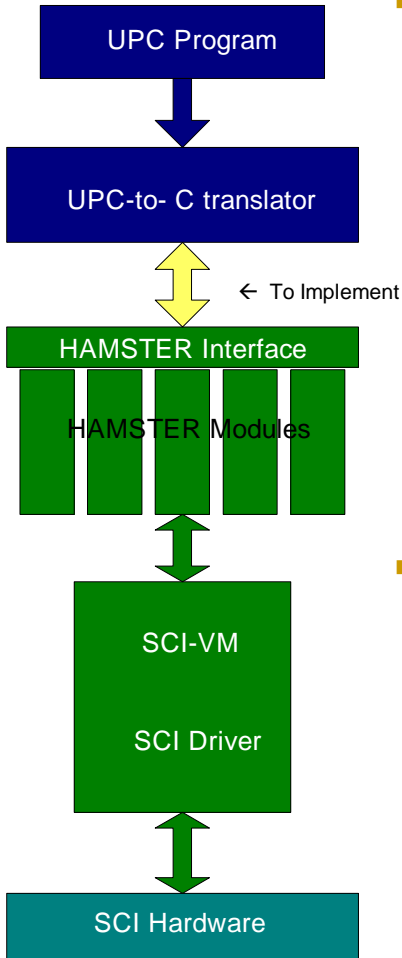 UPC Program
UPC-to- C translator
← To Implement
HAMSTER Interface
HAMSTER Modules
SCI-VM
SCI Driver
SCI Hardware